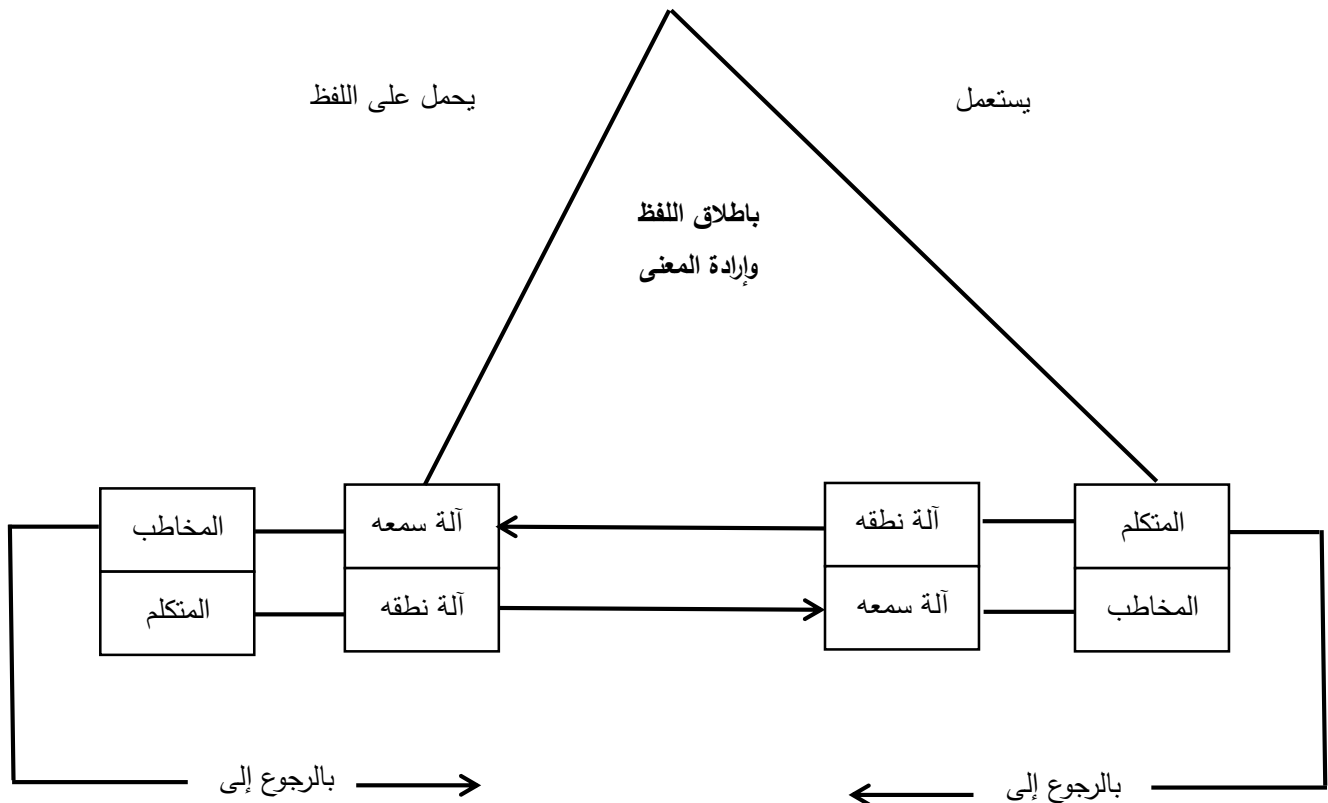 يستعمل
يحمل على اللفظ
باطلاق اللفظ
وإرادة المعنى
المتكلم
آلة نطقه
آلة سمعه
المخاطب
المخاطب
آلة سمعه
آلة نطقه
المتكلم
بالرجوع إلى
بالرجوع إلى